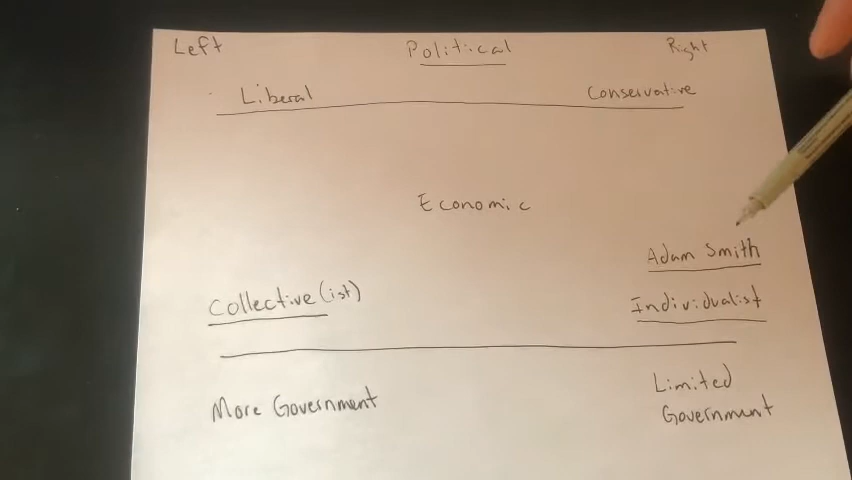 Left Political Right
Liberal Conservative
Economic
Adam Smith
Collective(ist) Individualist
More Government Limited
Government